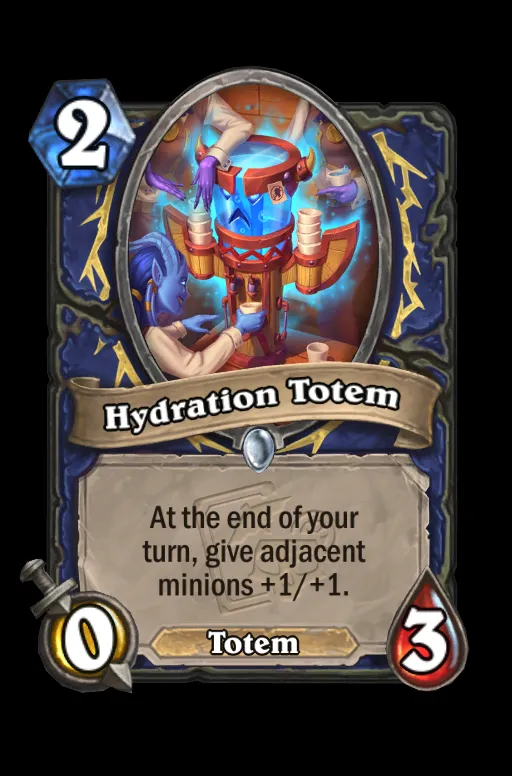 2
Hydration Totem
At the end of your
turn, give adjacent
minions +1/+1.
0
Totem
3